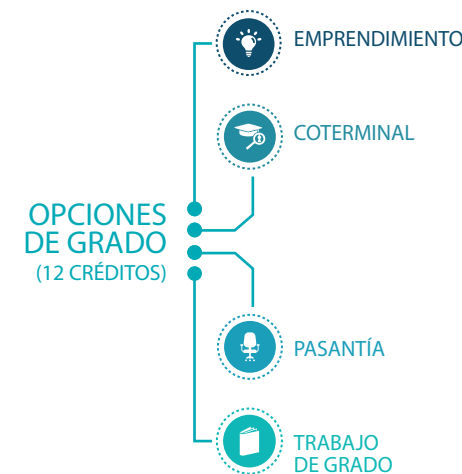 EMPRENDIMIENTO
COTERMINAL
OPCIONES
DE GRADO
(12 CRÉDITOS)
PASANTÍA
TRABAJO
DE GRADO